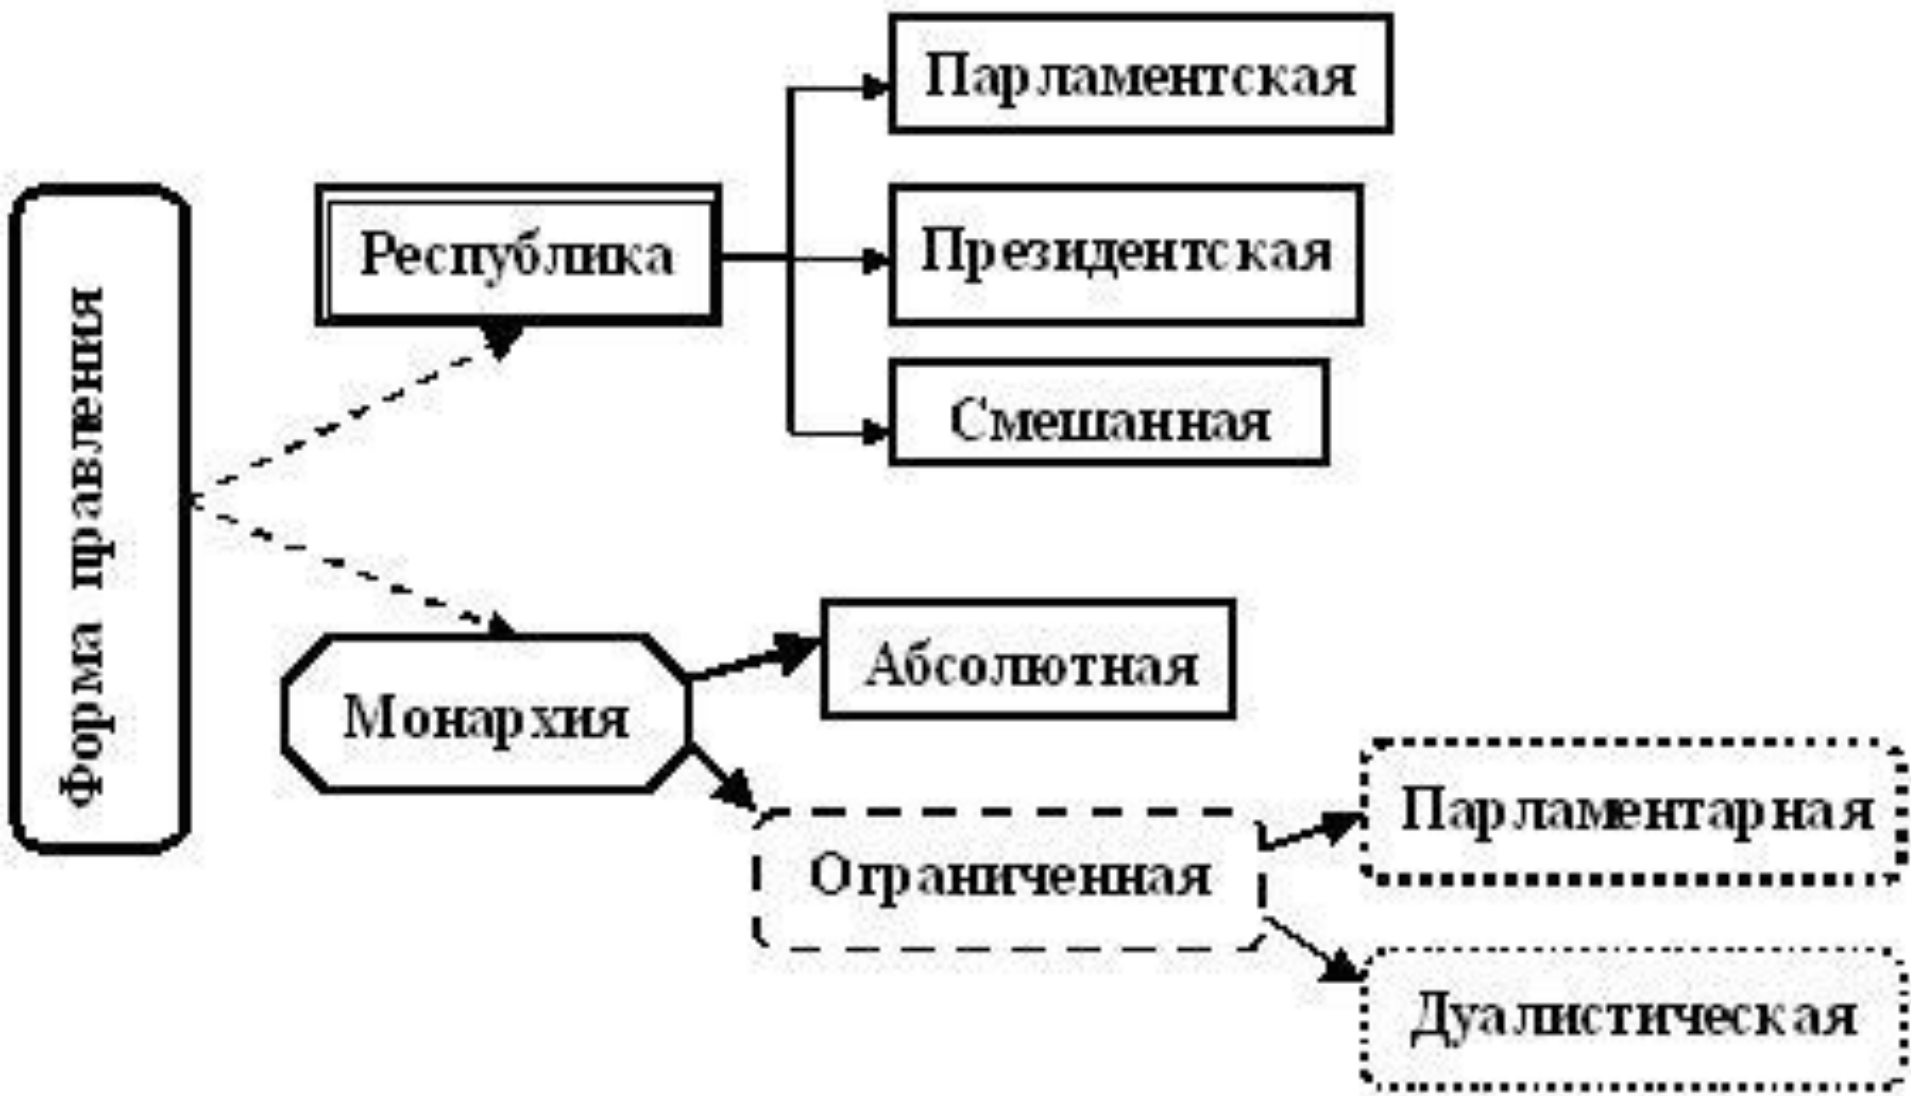 Форма правления
Республика
Парламентская
Президентская
Смешанная
Монархия
Абсолютная
Ограниченная
Парламентарная
Дуалистическая